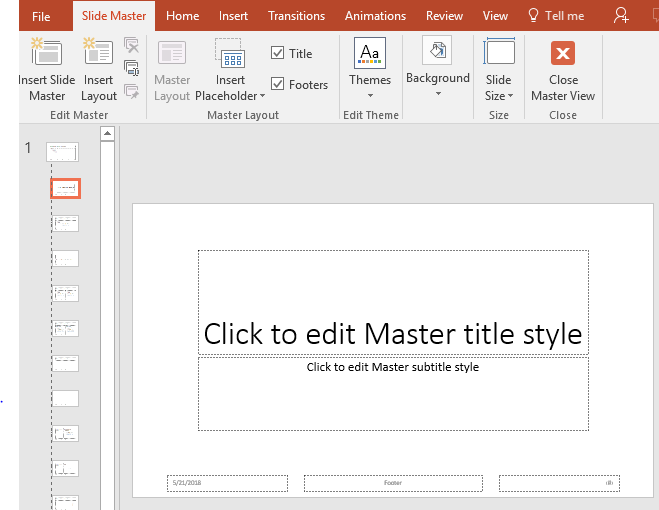 File Slide Master Home Insert Transitions Animations Review View Tell me
Insert Slide Master
Insert Layout
Master Layout
Insert Placeholder
Title
Footers
Themes
Background
Slide Size
Close Master View
Edit Master Master Layout Edit Theme Size Close
1
Click to edit Master title style
Click to edit Master subtitle style
5/21/2018 Footer ‹#›